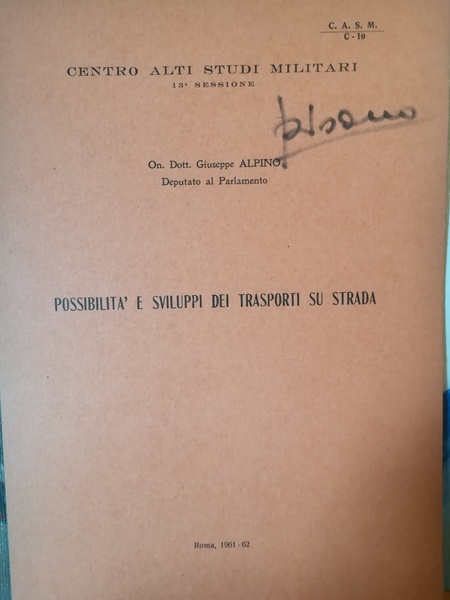 C. A. S. M.
C - 10
CENTRO ALTI STUDI MILITARI
13ª SESSIONE
On. Dott. Giuseppe ALPINO
Deputato al Parlamento
POSSIBILITA' E SVILUPPI DEI TRASPORTI SU STRADA
Roma, 1961 - 62